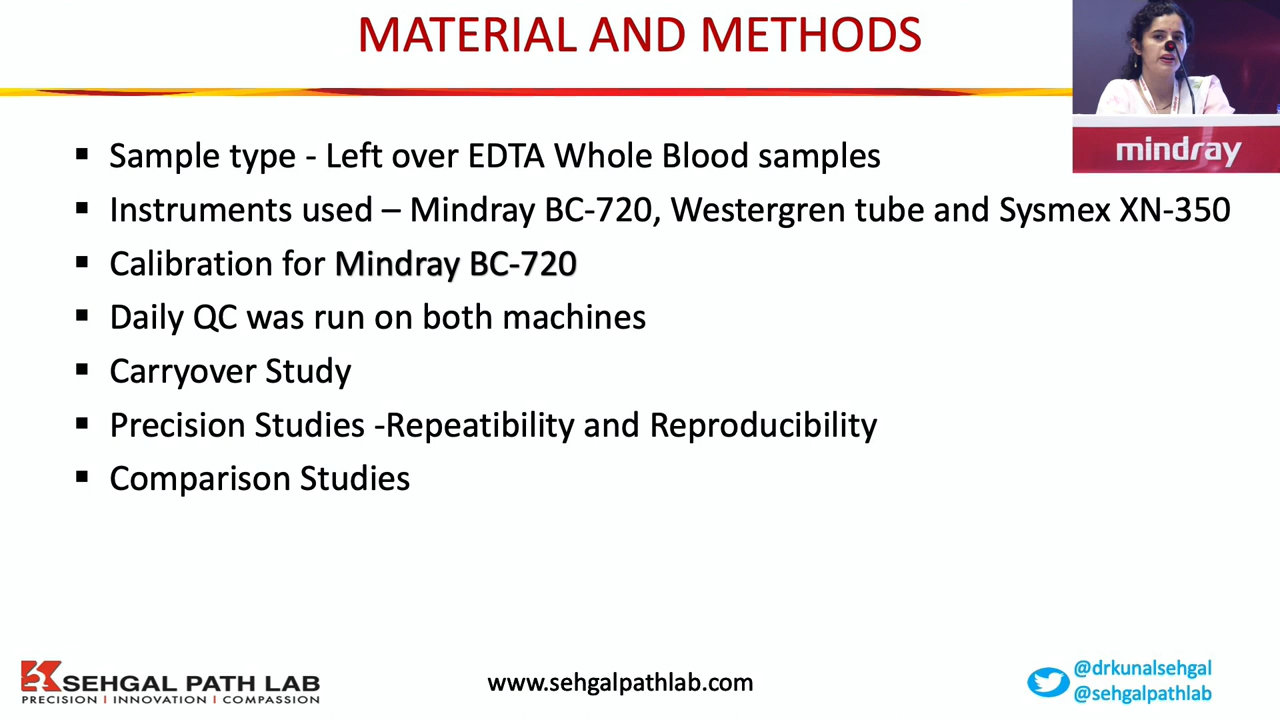 MATERIAL AND METHODS
mindray
▪ Sample type - Left over EDTA Whole Blood samples
▪ Instruments used – Mindray BC-720, Westergren tube and Sysmex XN-350
▪ Calibration for Mindray BC-720
▪ Daily QC was run on both machines
▪ Carryover Study
▪ Precision Studies -Repeatibility and Reproducibility
▪ Comparison Studies
SEHGAL PATH LAB
PRECISION | INNOVATION | COMPASSION
www.sehgalpathlab.com
@drkunalsehgal
@sehgalpathlab